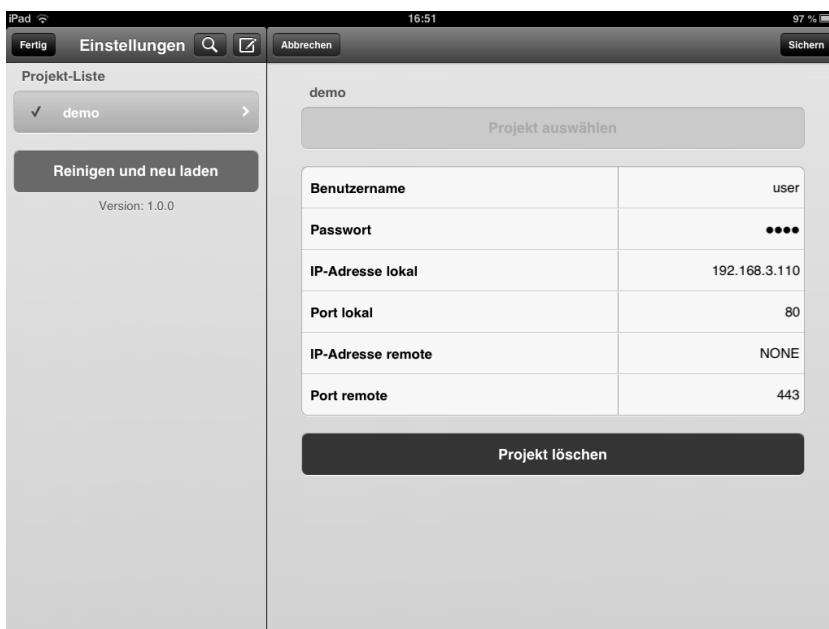 iPad 16:51 97 %
Fertig Einstellungen Abbrechen Sichern
Projekt-Liste
demo
Reinigen und neu laden
Version: 1.0.0
demo
Projekt auswählen
Benutzername user
Passwort ••••
IP-Adresse lokal 192.168.3.110
Port lokal 80
IP-Adresse remote NONE
Port remote 443
Projekt löschen